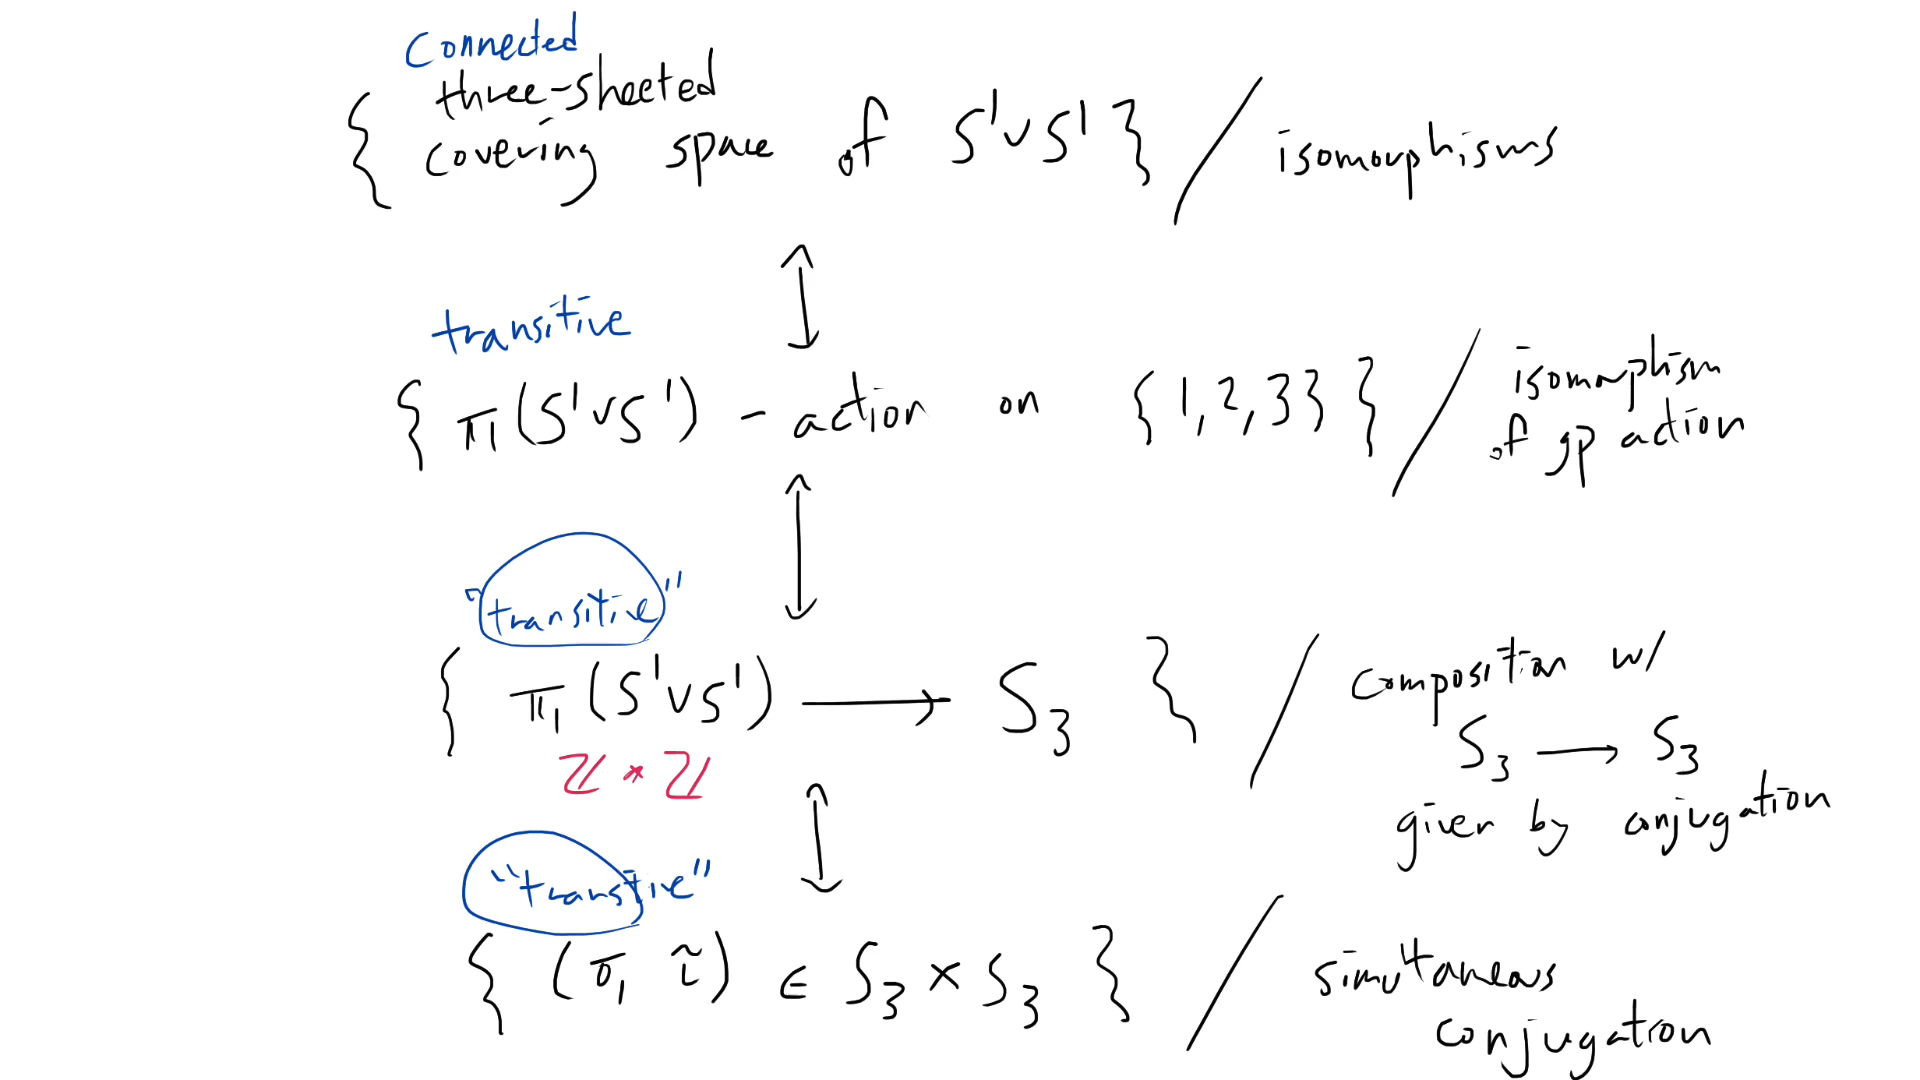 Connected
three-sheeted
{ covering space of S¹∨S¹ } / isomorphisms
↕
transitive
{ π₁(S¹∨S¹) - action on {1,2,3} } / isomorphism of gp action
↕
"transitive"
{ π₁(S¹∨S¹) ⟶ S₃ } / composition w/
ℤ * ℤ
S₃ ⟶ S₃
given by conjugation
↕
"transitive"
{ (σ, τ) ∈ S₃ × S₃ } / simultaneous
conjugation